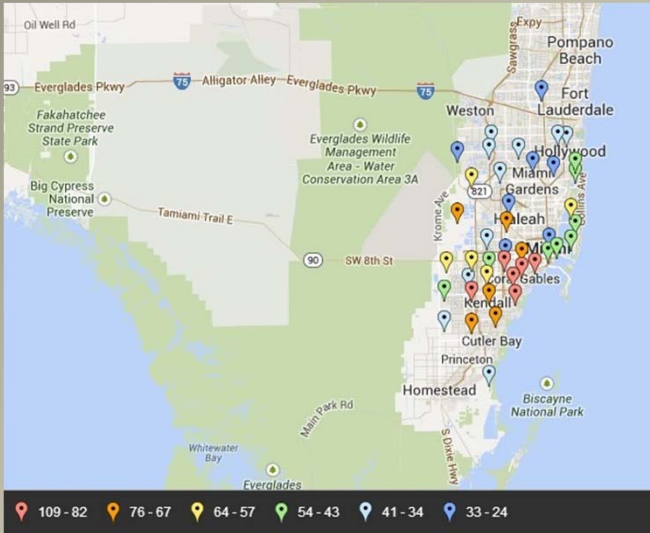 Oil Well Rd
Expy
Sawgrass
Pompano
Beach
93
Everglades Pkwy
75
Alligator Alley
Everglades Pkwy
75
Fort
Lauderdale
Weston
Fakahatchee
Strand Preserve
State Park
Everglades Wildlife
Management
Area - Water
Conservation Area 3A
Hollywood
Miami
Gardens
821
Big Cypress
National
Preserve
Krome Ave
Collins Ave
Tamiami Trail E
Hialeah
90
SW 8th St
Miami
Coral Gables
Kendall
Cutler Bay
Princeton
Homestead
Biscayne
National Park
Main Park Rd
S Dixie Hwy
Whitewater
Bay
Everglades
109 - 82
76 - 67
64 - 57
54 - 43
41 - 34
33 - 24